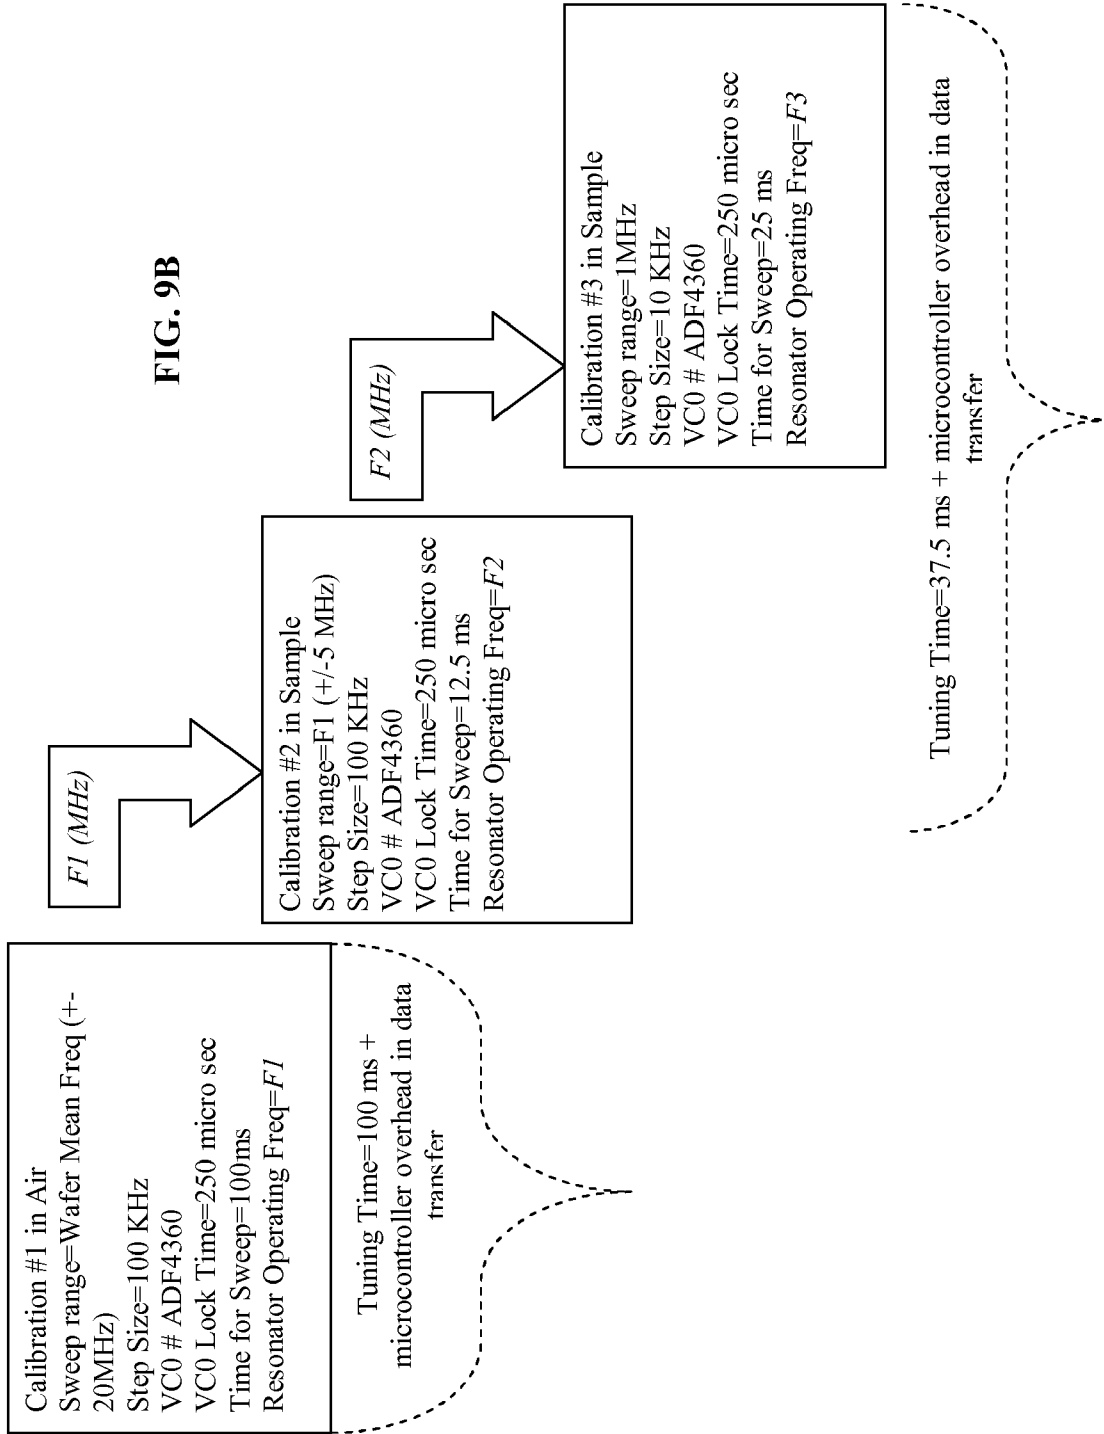 FIG. 9B
Calibration #1 in Air
Sweep range=Wafer Mean Freq (+-
20MHz)
Step Size=100 KHz
VC0 # ADF4360
VC0 Lock Time=250 micro sec
Time for Sweep=100ms
Resonator Operating Freq=F1
Tuning Time=100 ms +
microcontroller overhead in data
transfer
F1 (MHz)
Calibration #2 in Sample
Sweep range=F1 (+/-5 MHz)
Step Size=100 KHz
VC0 # ADF4360
VC0 Lock Time=250 micro sec
Time for Sweep=12.5 ms
Resonator Operating Freq=F2
F2 (MHz)
Calibration #3 in Sample
Sweep range=1MHz
Step Size=10 KHz
VC0 # ADF4360
VC0 Lock Time=250 micro sec
Time for Sweep=25 ms
Resonator Operating Freq=F3
Tuning Time=37.5 ms + microcontroller overhead in data
transfer